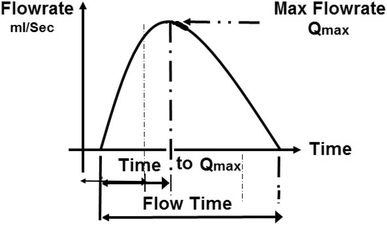 Flowrate
ml/Sec
Max Flowrate
Qmax
Time
Time to Qmax
Flow Time